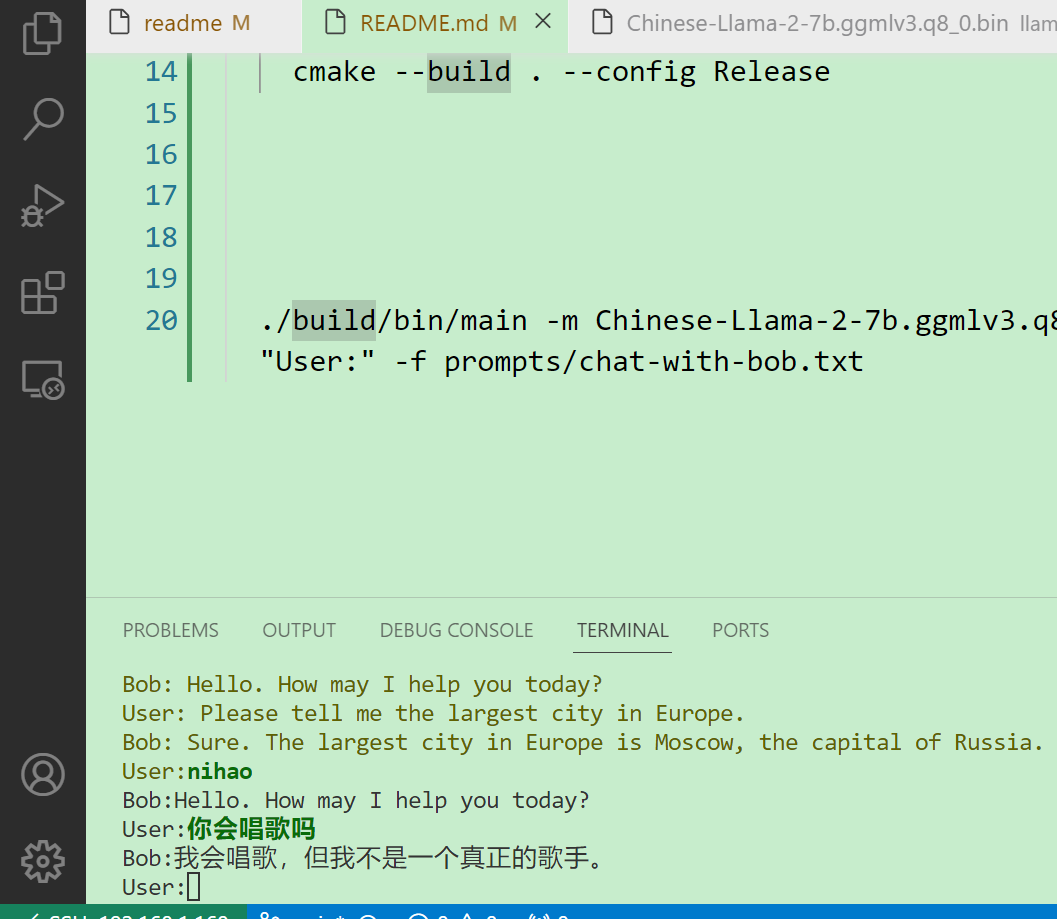 readme M
README.md M
Chinese-Llama-2-7b.ggmlv3.q8_0.bin
14 cmake --build . --config Release
15
16
17
18
19
20 ./build/bin/main -m Chinese-Llama-2-7b.ggmlv3.q8
"User:" -f prompts/chat-with-bob.txt
PROBLEMS OUTPUT DEBUG CONSOLE TERMINAL PORTS
Bob: Hello. How may I help you today?
User: Please tell me the largest city in Europe.
Bob: Sure. The largest city in Europe is Moscow, the capital of Russia.
User:nihao
Bob:Hello. How may I help you today?
User:你会唱歌吗
Bob:我会唱歌，但我不是一个真正的歌手。
User: